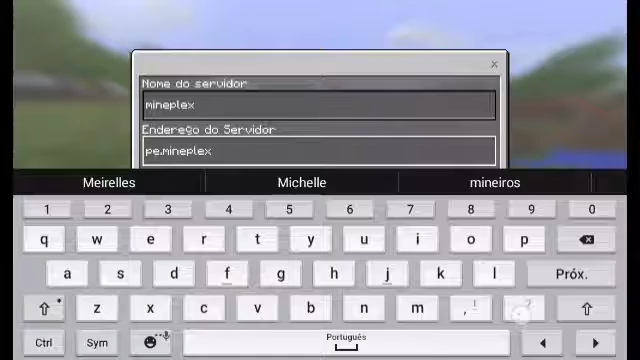 ×
Nome do servidor
mineplex
Endereço do Servidor
pe.mineplex
Meirelles Michelle mineiros
1 2 3 4 5 6 7 8 9 0
q w e r t y u i o p
a s d f g h j k l Próx.
z x c v b n m , !
Ctrl Sym Português